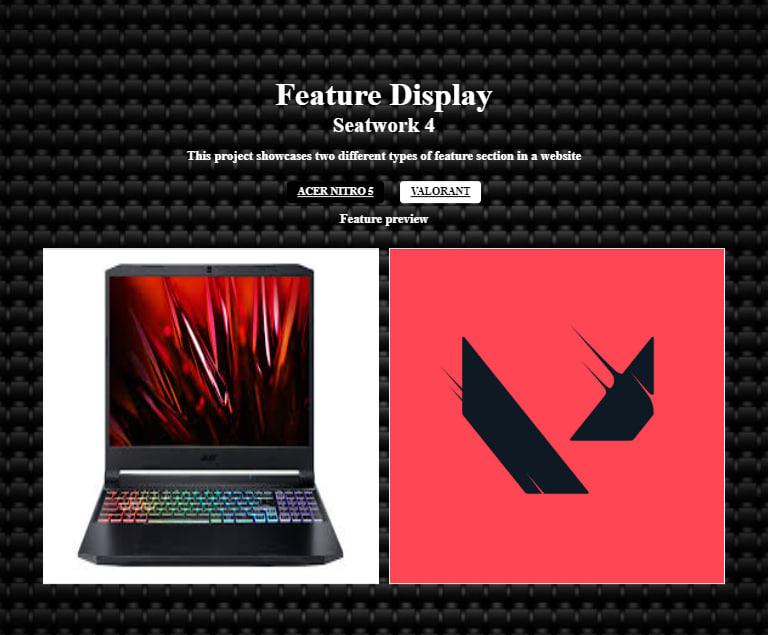 Feature Display
Seatwork 4
This project showcases two different types of feature section in a website
ACER NITRO 5 VALORANT
Feature preview